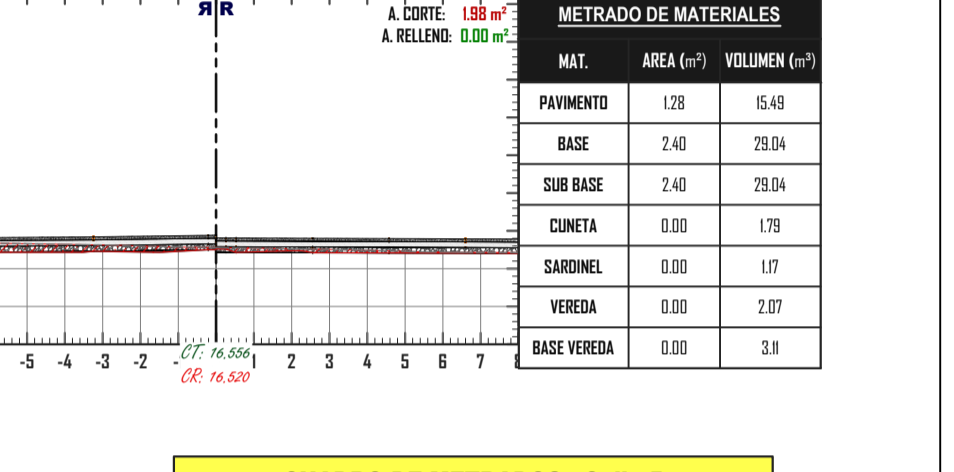 R R
A. CORTE: 1.98 m²
A. RELLENO: 0.00 m²
METRADO DE MATERIALES
MAT. AREA (m²) VOLUMEN (m³)
PAVIMENTO 1.28 15.49
BASE 2.40 29.04
SUB BASE 2.40 29.04
CUNETA 0.00 1.79
SARDINEL 0.00 1.17
VEREDA 0.00 2.07
BASE VEREDA 0.00 3.11
-5 -4 -3 -2 - 1 2 3 4 5 6 7
CT: 16,556
CR: 16,520